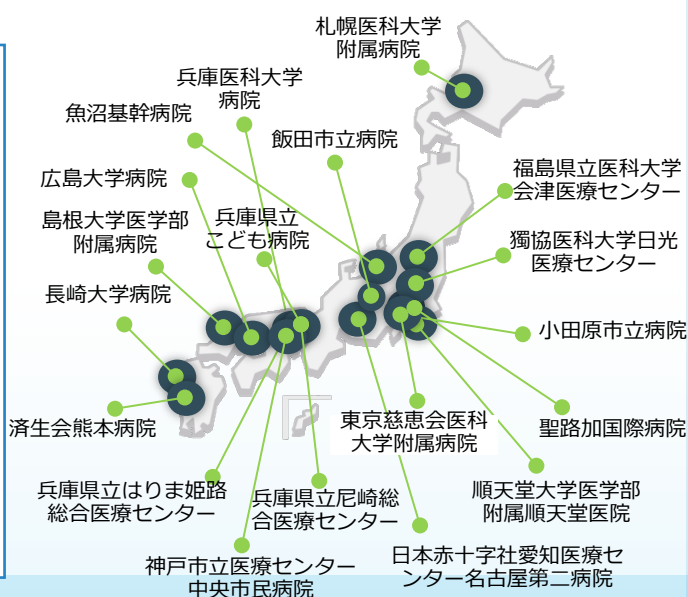 札幌医科大学
附属病院
兵庫医科大学
病院
魚沼基幹病院
飯田市立病院
広島大学病院
福島県立医科大学
会津医療センター
島根大学医学部
附属病院
兵庫県立
こども病院
獨協医科大学日光
医療センター
長崎大学病院
小田原市立病院
済生会熊本病院
東京慈恵会医科
大学附属病院
聖路加国際病院
兵庫県立はりま姫路
総合医療センター
兵庫県立尼崎総
合医療センター
順天堂大学医学部
附属順天堂医院
神戸市立医療センター
中央市民病院
日本赤十字社愛知医療セ
ンター名古屋第二病院